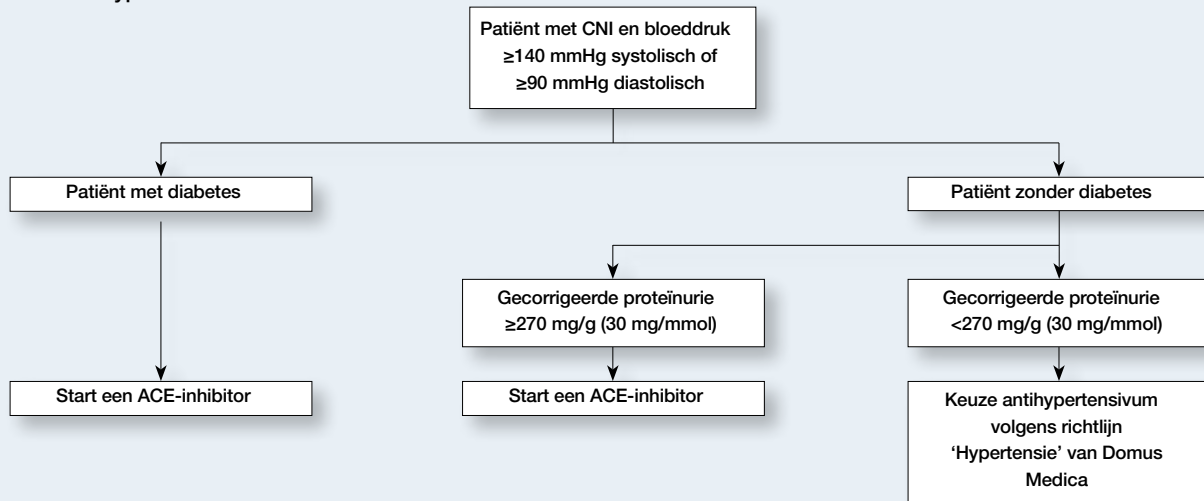 Patiënt met CNI en bloeddruk
≥140 mmHg systolisch of
≥90 mmHg diastolisch
Patiënt met diabetes
Patiënt zonder diabetes
Gecorrigeerde proteïnurie
≥270 mg/g (30 mg/mmol)
Gecorrigeerde proteïnurie
<270 mg/g (30 mg/mmol)
Start een ACE-inhibitor
Start een ACE-inhibitor
Keuze antihypertensivum
volgens richtlijn
‘Hypertensie’ van Domus
Medica